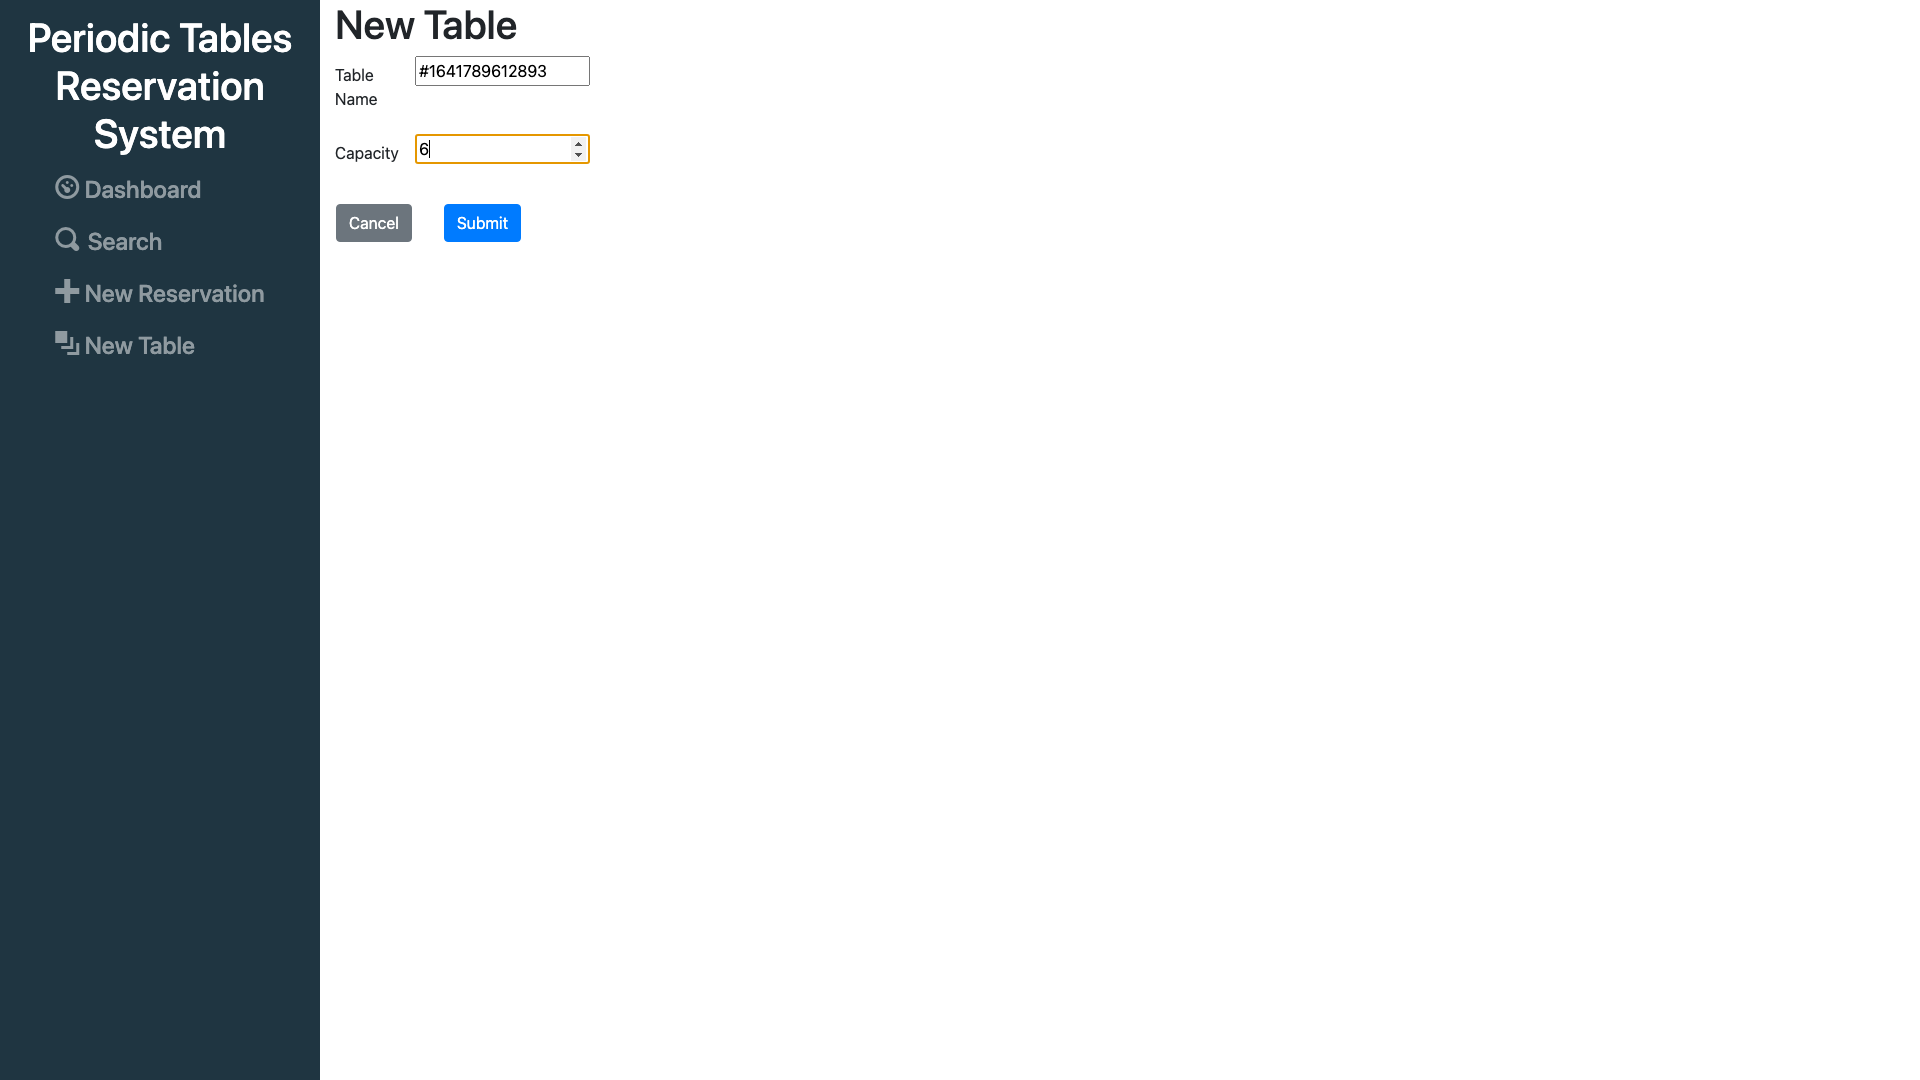 Periodic Tables
Reservation
System
Dashboard
Search
New Reservation
New Table
New Table
Table
Name
#1641789612893
Capacity
6
Cancel
Submit